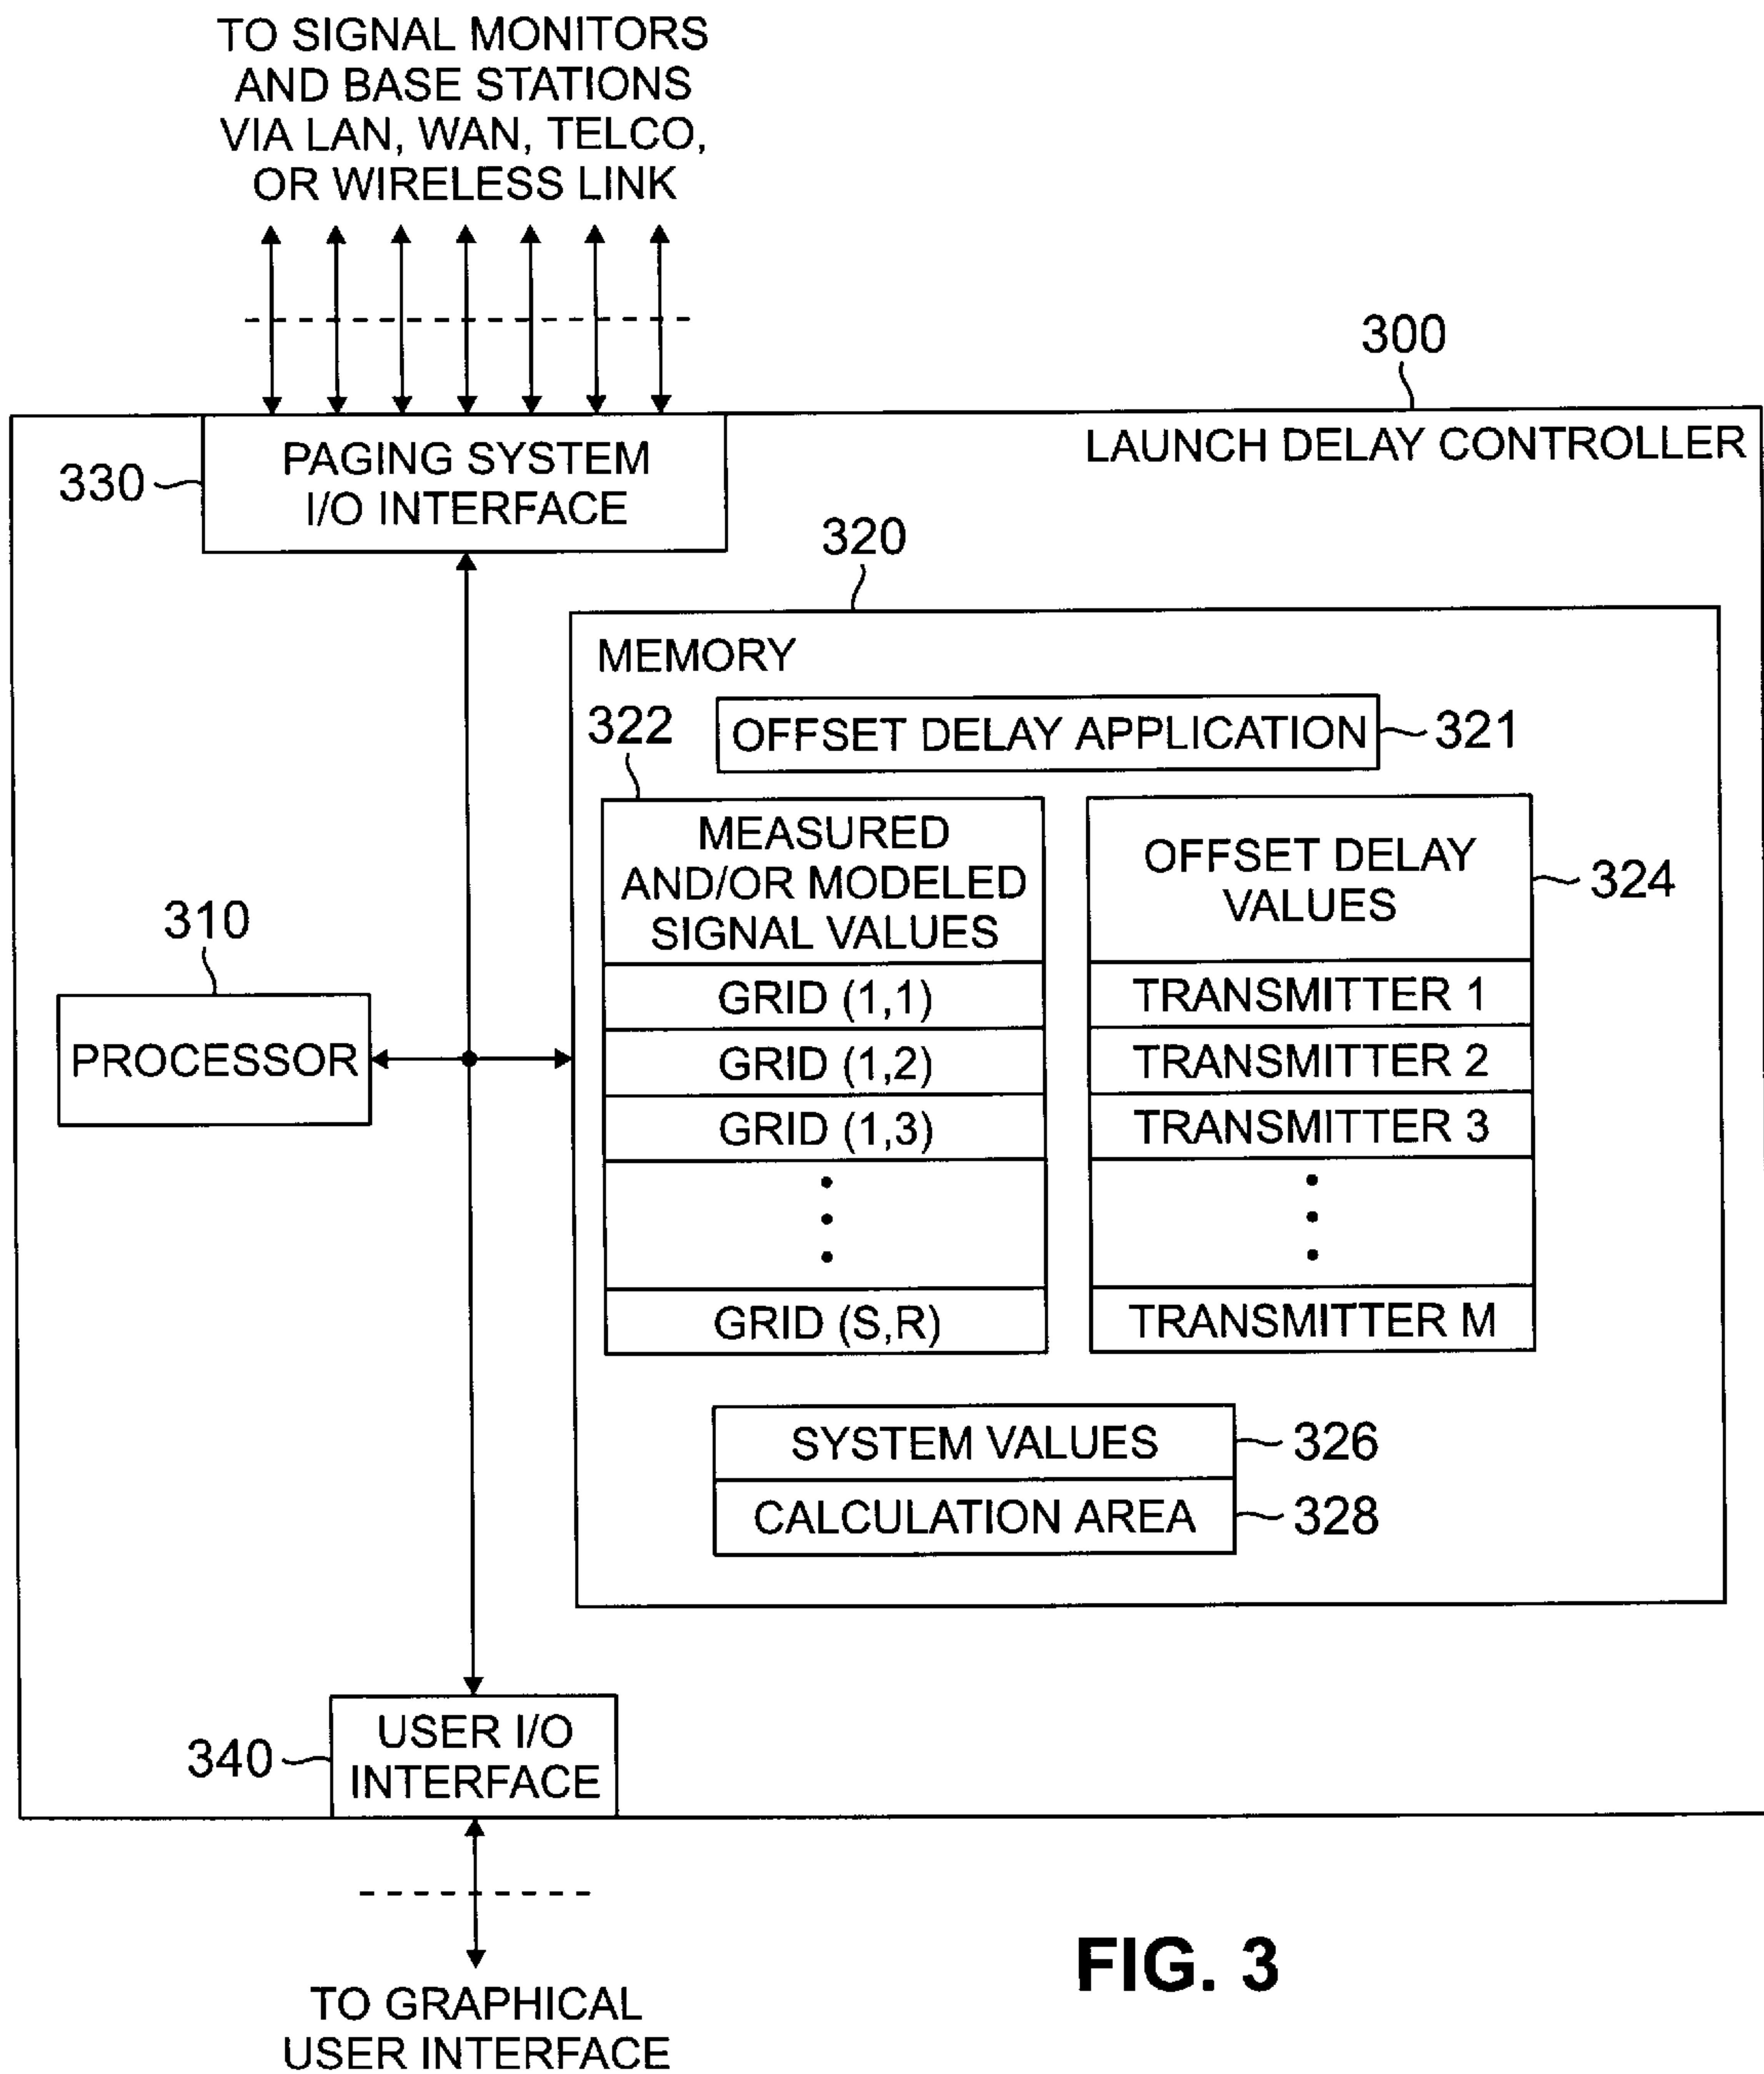 TO SIGNAL MONITORS
AND BASE STATIONS
VIA LAN, WAN, TELCO,
OR WIRELESS LINK
300
LAUNCH DELAY CONTROLLER
330
PAGING SYSTEM
I/O INTERFACE
320
MEMORY
OFFSET DELAY APPLICATION
321
322
MEASURED
AND/OR MODELED
SIGNAL VALUES
GRID (1,1)
GRID (1,2)
GRID (1,3)
GRID (S,R)
OFFSET DELAY
VALUES
324
TRANSMITTER 1
TRANSMITTER 2
TRANSMITTER 3
TRANSMITTER M
310
PROCESSOR
SYSTEM VALUES
326
CALCULATION AREA
328
340
USER I/O
INTERFACE
TO GRAPHICAL
USER INTERFACE
FIG. 3